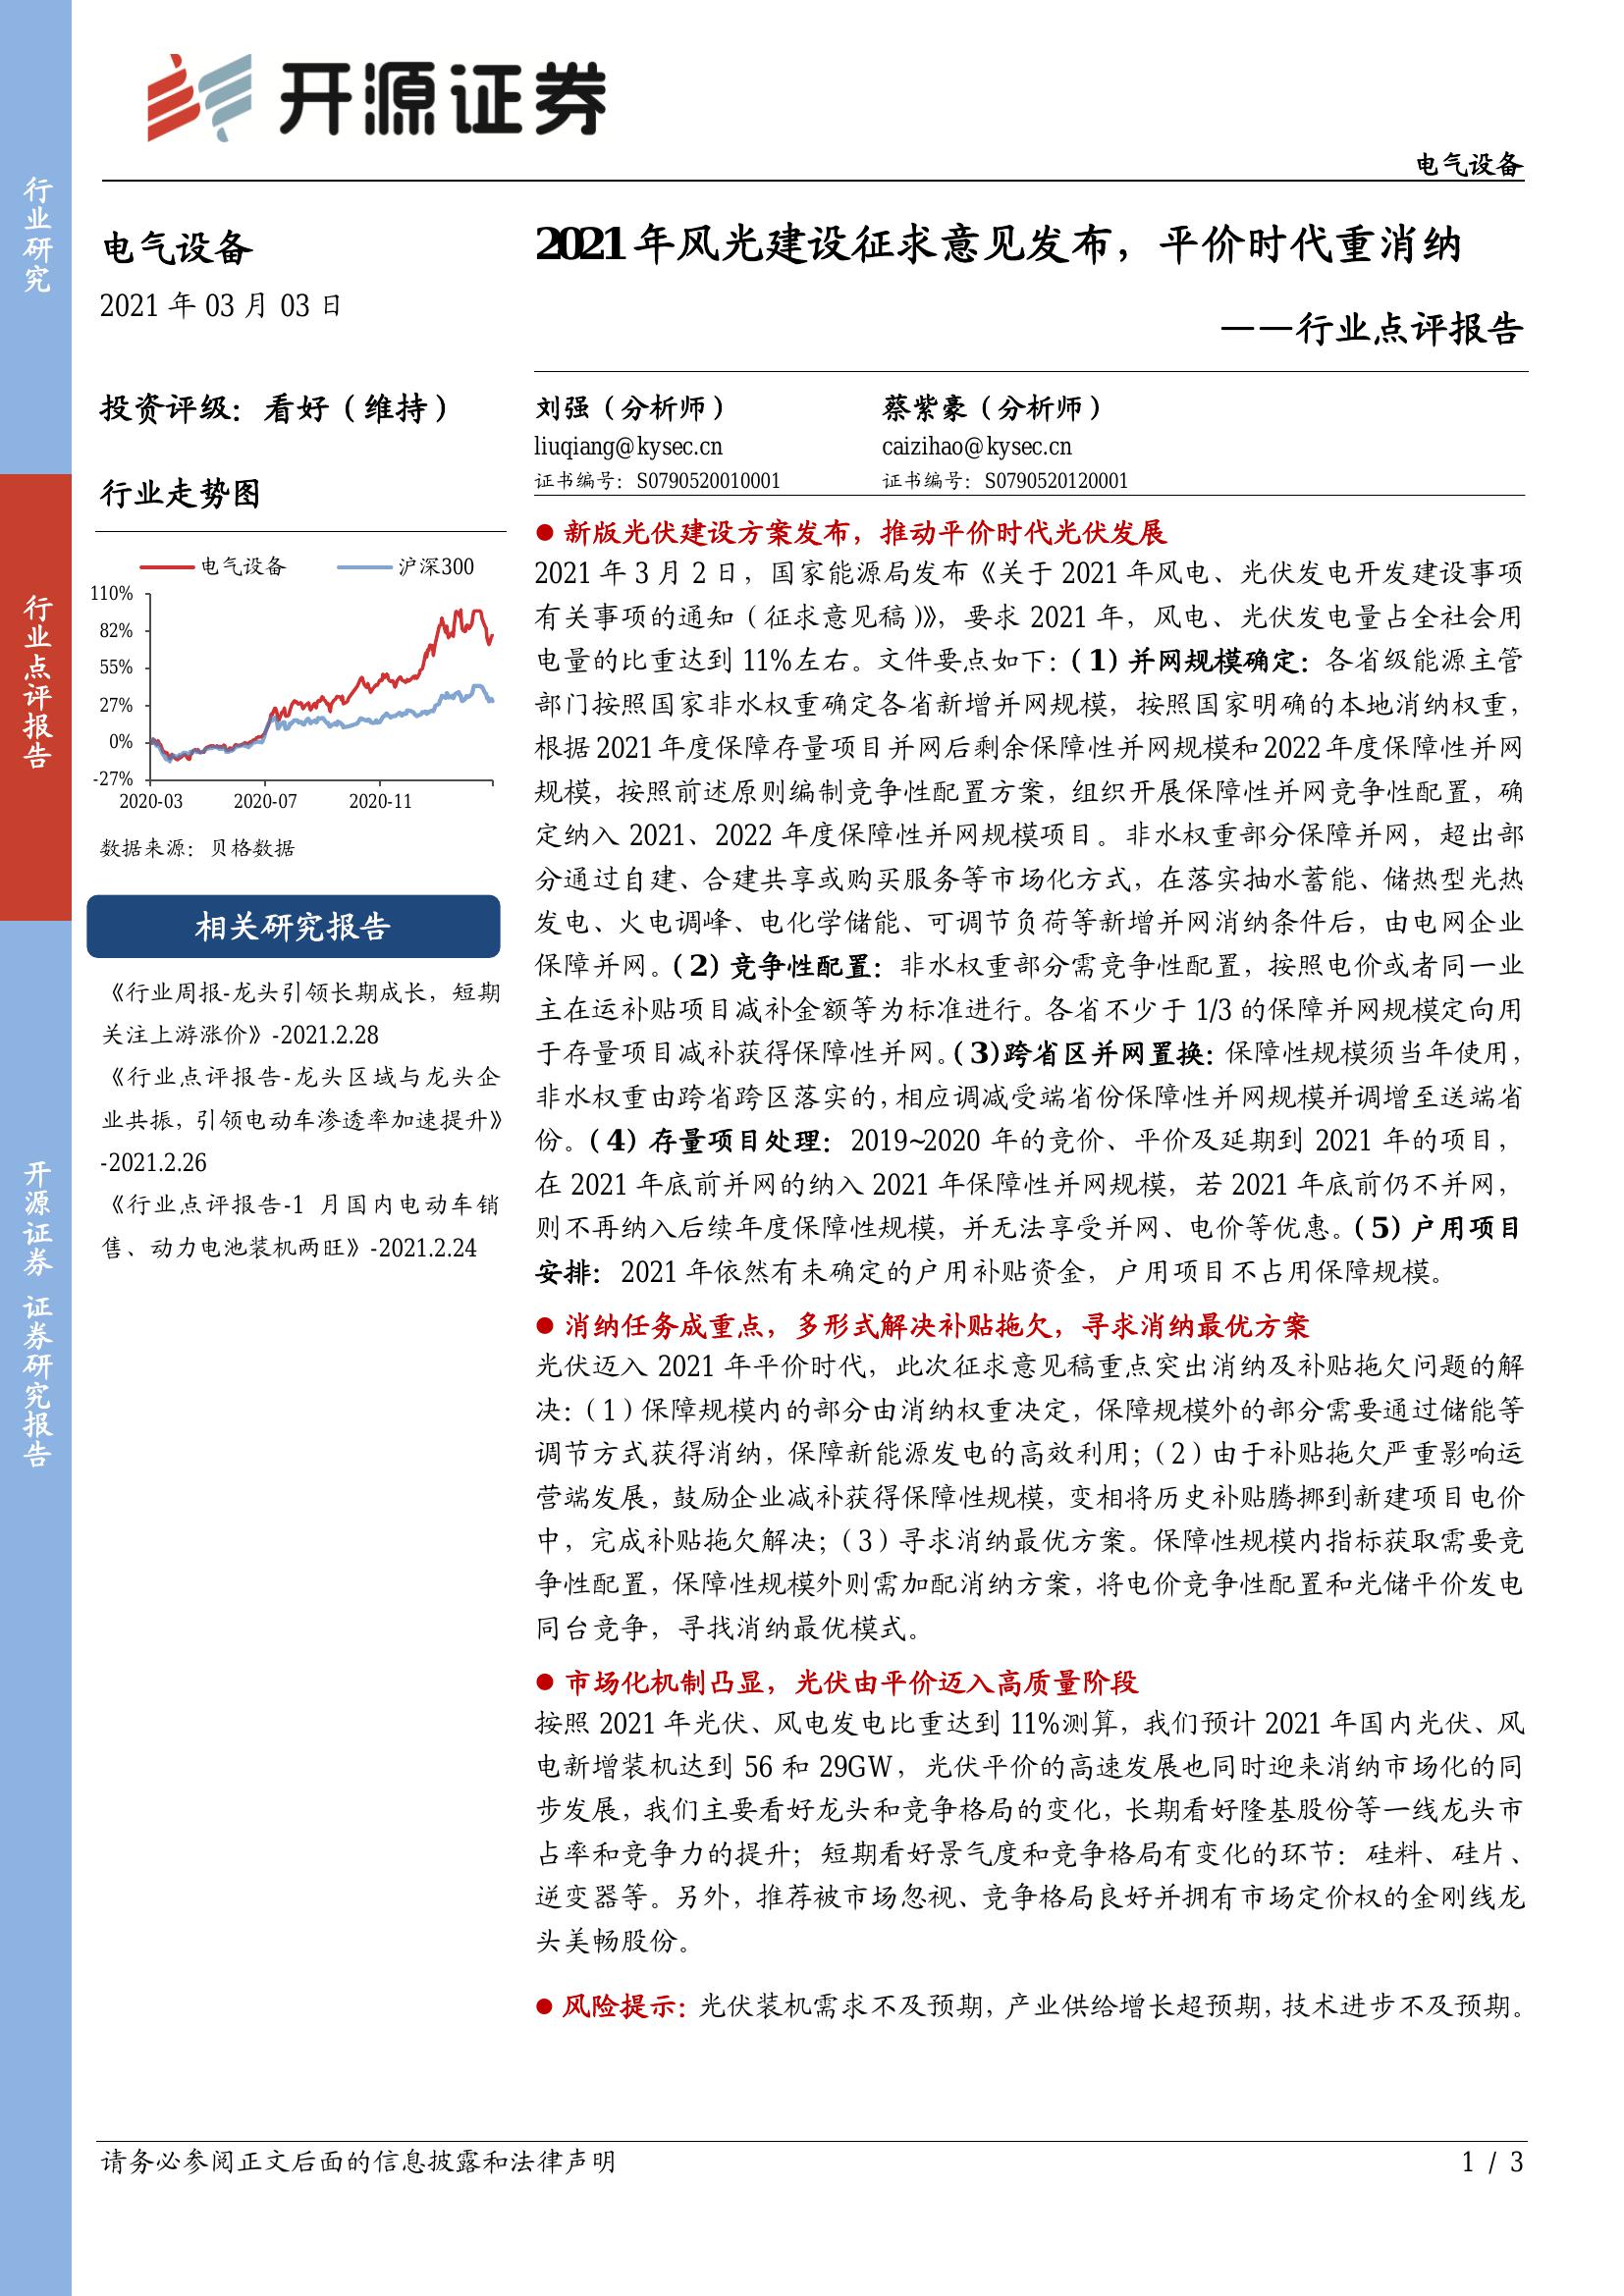 开源证券
电气设备
行业研究
行业点评报告
开源证券 证券研究报告
电气设备
2021 年 03 月 03 日
投资评级：看好（维持）
行业走势图
电气设备 沪深300
110%
82%
55%
27%
0%
-27%
2020-03 2020-07 2020-11
数据来源：贝格数据
相关研究报告
《行业周报-龙头引领长期成长，短期
关注上游涨价》-2021.2.28
《行业点评报告-龙头区域与龙头企
业共振，引领电动车渗透率加速提升》
-2021.2.26
《行业点评报告-1 月国内电动车销
售、动力电池装机两旺》-2021.2.24
2021 年风光建设征求意见发布，平价时代重消纳
——行业点评报告
刘强（分析师） 蔡紫豪（分析师）
liuqiang@kysec.cn caizihao@kysec.cn
证书编号：S0790520010001 证书编号：S0790520120001
● 新版光伏建设方案发布，推动平价时代光伏发展
2021 年 3 月 2 日，国家能源局发布《关于 2021 年风电、光伏发电开发建设事项
有关事项的通知（征求意见稿）》，要求 2021 年，风电、光伏发电量占全社会用
电量的比重达到 11%左右。文件要点如下：（1）并网规模确定：各省级能源主管
部门按照国家非水权重确定各省新增并网规模，按照国家明确的本地消纳权重，
根据 2021 年度保障存量项目并网后剩余保障性并网规模和 2022 年度保障性并网
规模，按照前述原则编制竞争性配置方案，组织开展保障性并网竞争性配置，确
定纳入 2021、2022 年度保障性并网规模项目。非水权重部分保障并网，超出部
分通过自建、合建共享或购买服务等市场化方式，在落实抽水蓄能、储热型光热
发电、火电调峰、电化学储能、可调节负荷等新增并网消纳条件后，由电网企业
保障并网。（2）竞争性配置：非水权重部分需竞争性配置，按照电价或者同一业
主在运补贴项目减补金额等为标准进行。各省不少于 1/3 的保障并网规模定向用
于存量项目减补获得保障性并网。（3）跨省区并网置换：保障性规模须当年使用，
非水权重由跨省跨区落实的，相应调减受端省份保障性并网规模并调增至送端省
份。（4）存量项目处理：2019~2020 年的竞价、平价及延期到 2021 年的项目，
在 2021 年底前并网的纳入 2021 年保障性并网规模，若 2021 年底前仍不并网，
则不再纳入后续年度保障性规模，并无法享受并网、电价等优惠。（5）户用项目
安排：2021 年依然有未确定的户用补贴资金，户用项目不占用保障规模。
● 消纳任务成重点，多形式解决补贴拖欠，寻求消纳最优方案
光伏迈入 2021 年平价时代，此次征求意见稿重点突出消纳及补贴拖欠问题的解
决：（1）保障规模内的部分由消纳权重决定，保障规模外的部分需要通过储能等
调节方式获得消纳，保障新能源发电的高效利用；（2）由于补贴拖欠严重影响运
营端发展，鼓励企业减补获得保障性规模，变相将历史补贴腾挪到新建项目电价
中，完成补贴拖欠解决；（3）寻求消纳最优方案。保障性规模内指标获取需要竞
争性配置，保障性规模外则需加配消纳方案，将电价竞争性配置和光储平价发电
同台竞争，寻找消纳最优模式。
● 市场化机制凸显，光伏由平价迈入高质量阶段
按照 2021 年光伏、风电发电比重达到 11%测算，我们预计 2021 年国内光伏、风
电新增装机达到 56 和 29GW，光伏平价的高速发展也同时迎来消纳市场化的同
步发展，我们主要看好龙头和竞争格局的变化，长期看好隆基股份等一线龙头市
占率和竞争力的提升；短期看好景气度和竞争格局有变化的环节：硅料、硅片、
逆变器等。另外，推荐被市场忽视、竞争格局良好并拥有市场定价权的金刚线龙
头美畅股份。
● 风险提示：光伏装机需求不及预期，产业供给增长超预期，技术进步不及预期。
请务必参阅正文后面的信息披露和法律声明 1 / 3